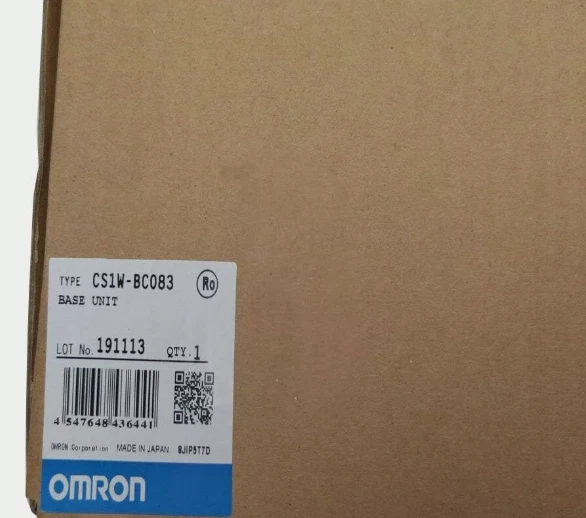 TYPE CS1W-BC083 Ro
BASE UNIT
LOT No. 191113 QTY. 1
4 547648 436441
OMRON Corporation MADE IN JAPAN 9JIP5T7D
OMRON